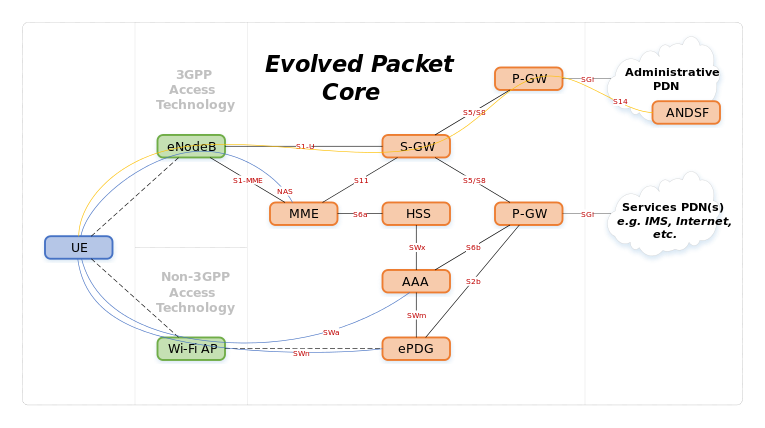 Evolved Packet
Core
3GPP
Access
Technology
P-GW
SGi
Administrative
PDN
S14
ANDSF
S5/S8
eNodeB
S1-U
S-GW
S1-MME
NAS
S11
S5/S8
MME
S6a
HSS
P-GW
SGi
Services PDN(s)
e.g. IMS, Internet,
etc.
UE
SWx
S6b
Non-3GPP
Access
Technology
AAA
S2b
SWm
SWa
Wi-Fi AP
SWn
ePDG